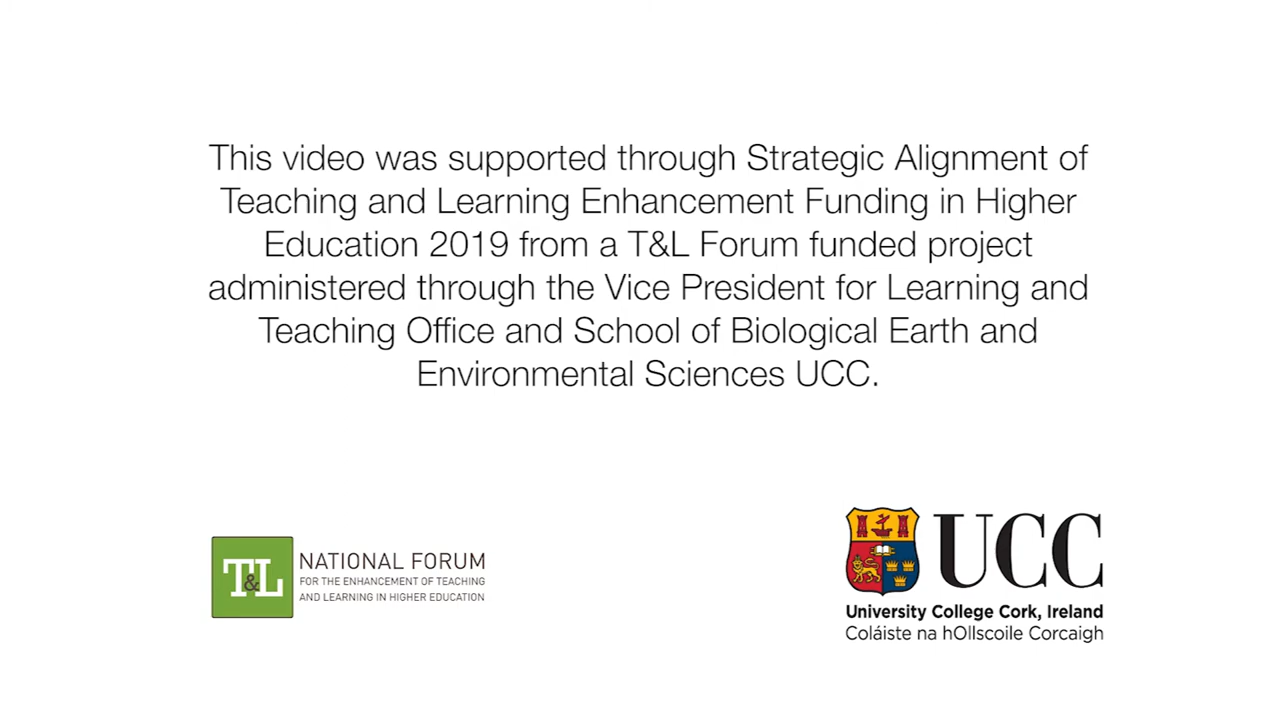 This video was supported through Strategic Alignment of
Teaching and Learning Enhancement Funding in Higher
Education 2019 from a T&L Forum funded project
administered through the Vice President for Learning and
Teaching Office and School of Biological Earth and
Environmental Sciences UCC.
T&L
NATIONAL FORUM
FOR THE ENHANCEMENT OF TEACHING
AND LEARNING IN HIGHER EDUCATION
UCC
University College Cork, Ireland
Coláiste na hOllscoile Corcaigh